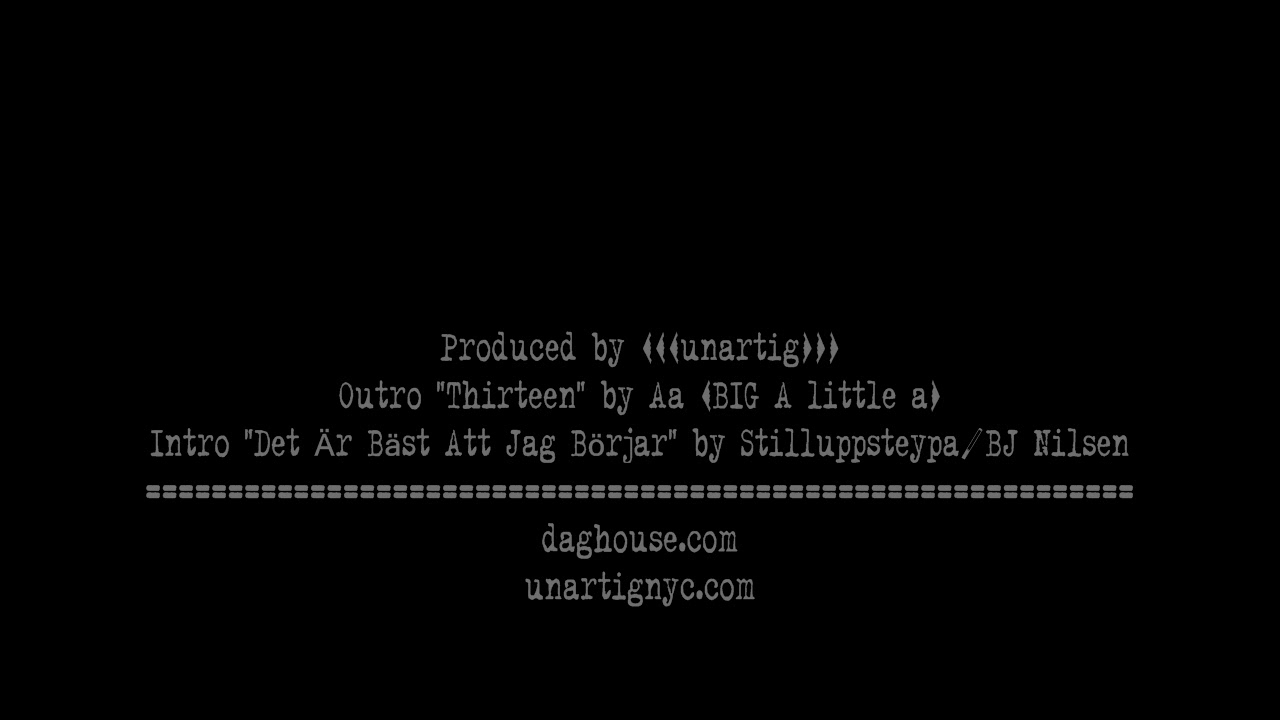 Produced by (((unartig)))
Outro "Thirteen" by Aa (BIG A little a)
Intro "Det Är Bäst Att Jag Börjar" by Stilluppsteypa/BJ Nilsen
============================================================
daghouse.com
unartignyc.com